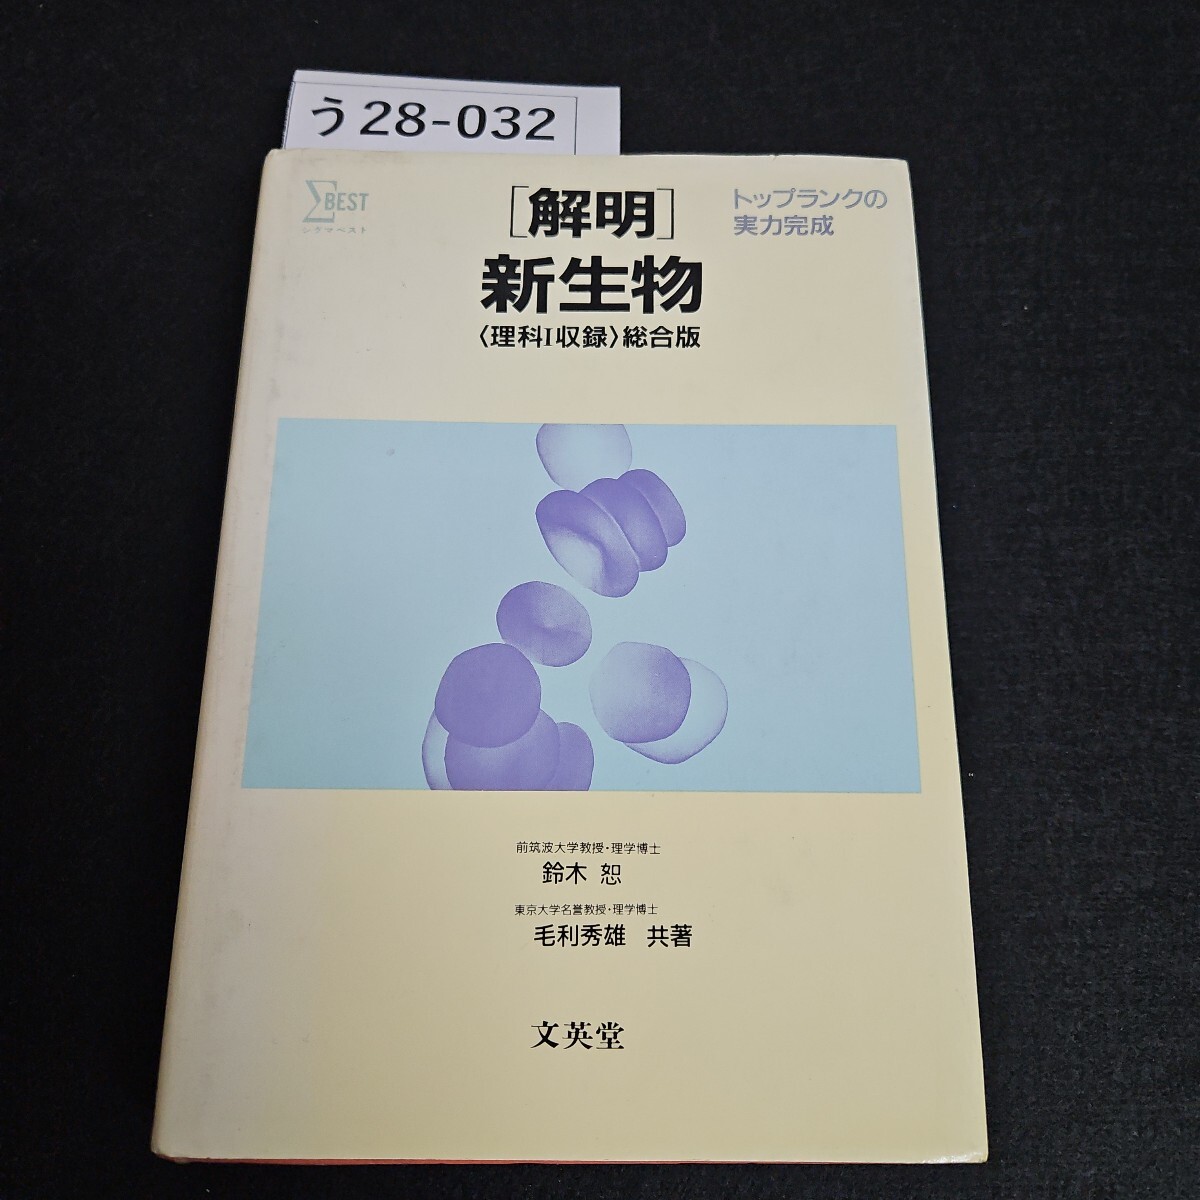 う28-032
ΣBEST
シグマベスト
[解明]
トップランクの
実力完成
新生物
〈理科I収録〉総合版
前筑波大学教授・理学博士
鈴木 恕
東京大学名誉教授・理学博士
毛利秀雄 共著
文英堂